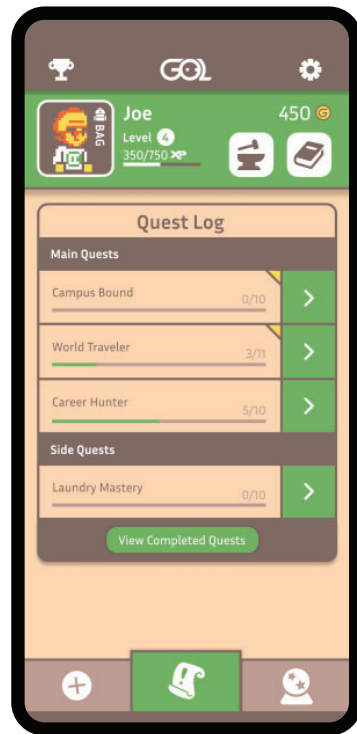 GOL
Joe
450 G
BAG
Level 4
350/750 XP
Quest Log
Main Quests
Campus Bound
0/10
World Traveler
3/11
Career Hunter
5/10
Side Quests
Laundry Mastery
0/10
View Completed Quests